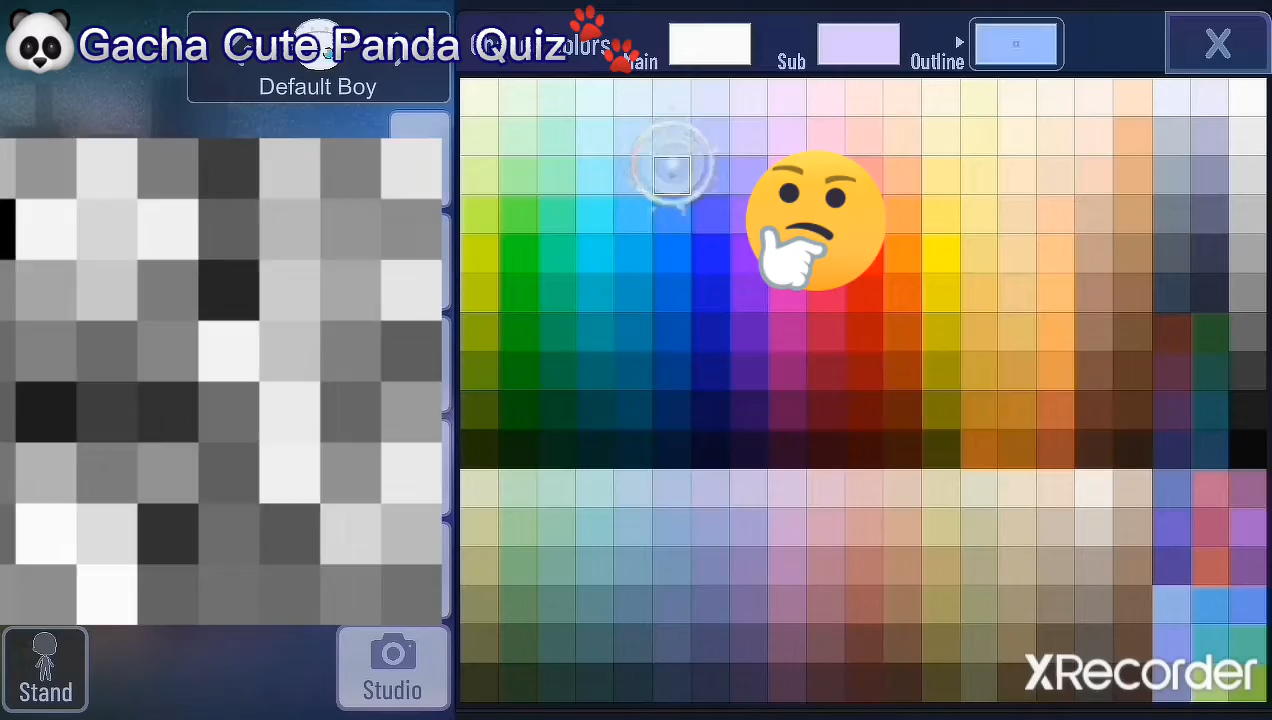 Gacha Cute Panda Quiz
Default Boy
Main
Sub
Outline
X
Stand
Studio
XRecorder